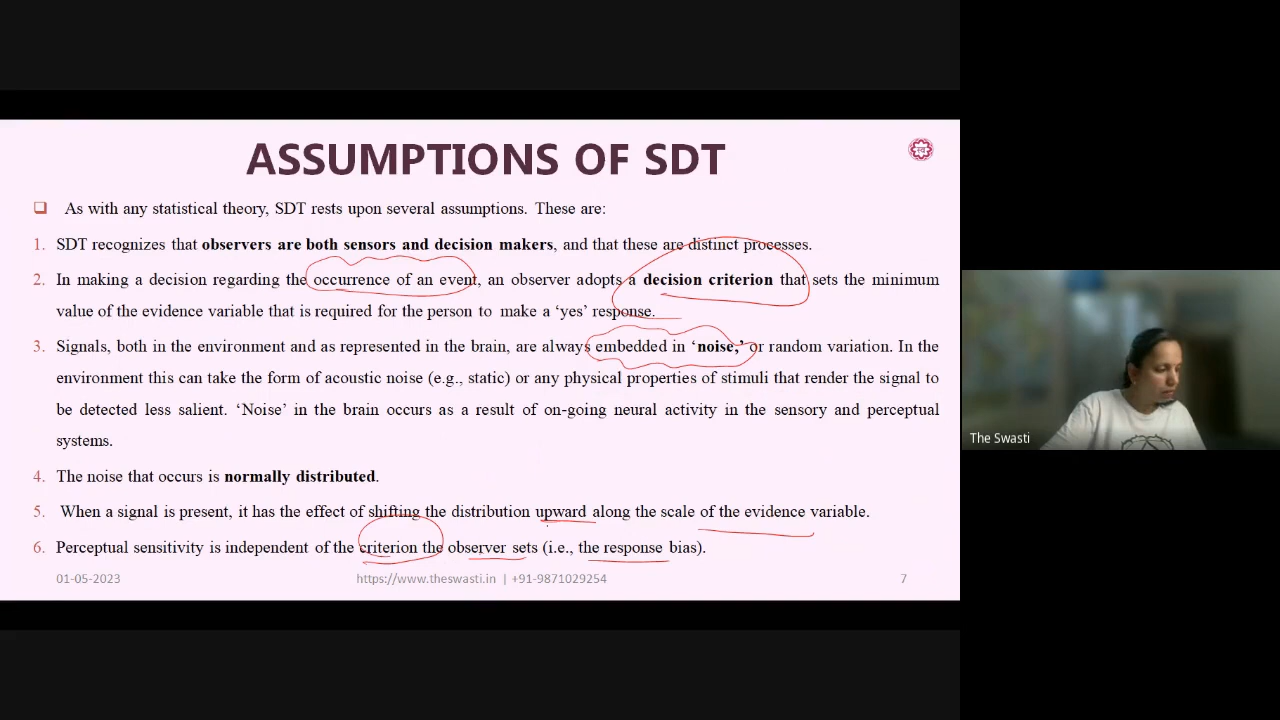 ASSUMPTIONS OF SDT
As with any statistical theory, SDT rests upon several assumptions. These are:
1. SDT recognizes that observers are both sensors and decision makers, and that these are distinct processes.
2. In making a decision regarding the occurrence of an event, an observer adopts a decision criterion that sets the minimum
value of the evidence variable that is required for the person to make a ‘yes’ response.
3. Signals, both in the environment and as represented in the brain, are always embedded in ‘noise,’ or random variation. In the
environment this can take the form of acoustic noise (e.g., static) or any physical properties of stimuli that render the signal to
be detected less salient. ‘Noise’ in the brain occurs as a result of on-going neural activity in the sensory and perceptual
systems.
4. The noise that occurs is normally distributed.
5. When a signal is present, it has the effect of shifting the distribution upward along the scale of the evidence variable.
6. Perceptual sensitivity is independent of the criterion the observer sets (i.e., the response bias).
01-05-2023 https://www.theswasti.in | +91-9871029254 7
The Swasti